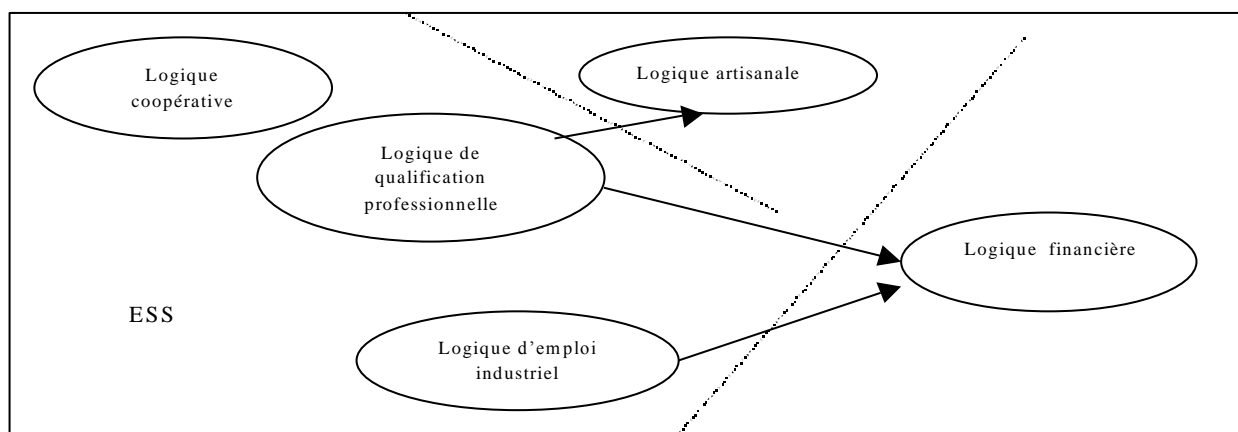 Logique
coopérative
Logique artisanale
Logique de
qualification
professionnelle
Logique financière
ESS
Logique d’emploi
industriel